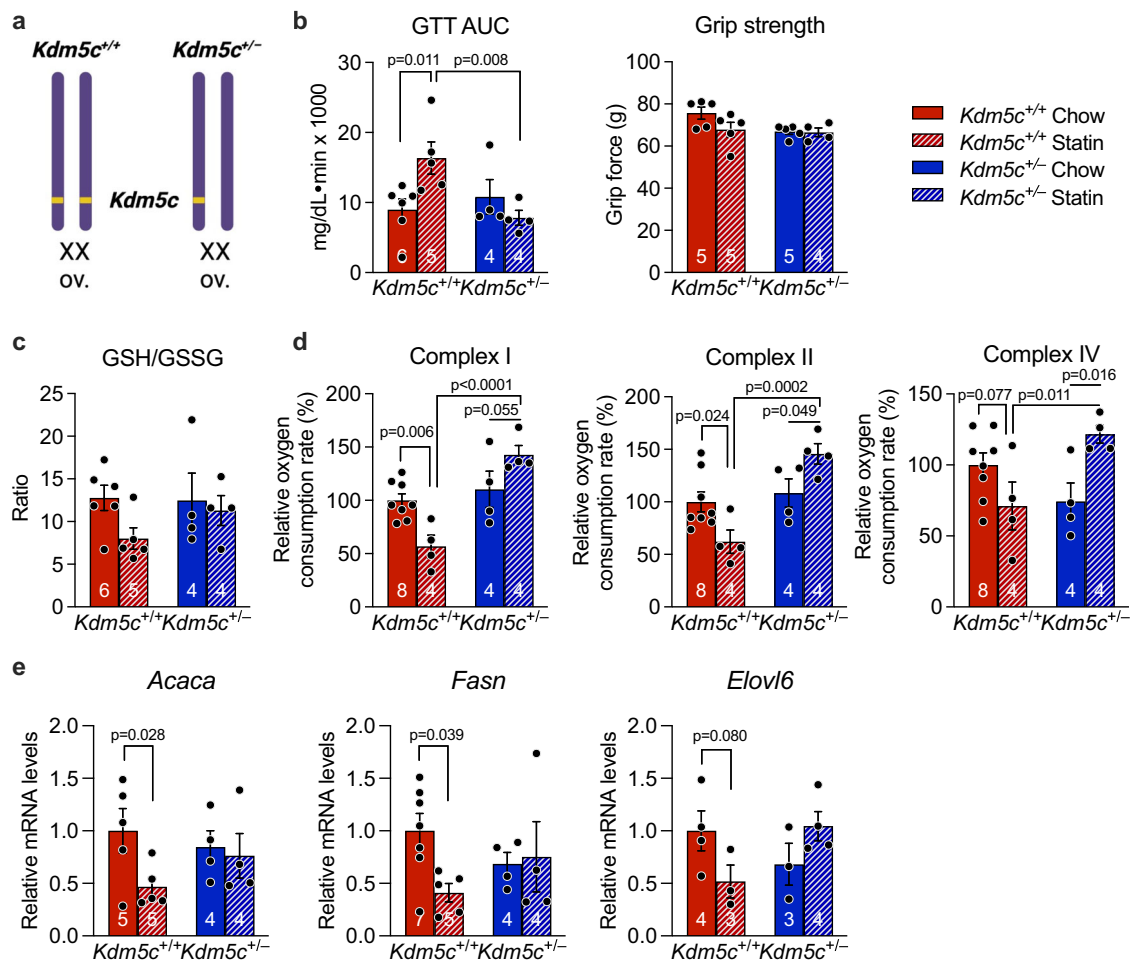 a
Kdm5c+/+ Kdm5c+/–
Kdm5c
XX XX
ov. ov.
b
GTT AUC
mg/dL•min x 1000
30
20
10
0
p=0.011
p=0.008
6 5 4 4
Kdm5c+/+ Kdm5c+/–
Grip strength
Grip force (g)
100
80
60
40
20
0
5 5 5 4
Kdm5c+/+ Kdm5c+/–
Kdm5c+/+ Chow
Kdm5c+/+ Statin
Kdm5c+/– Chow
Kdm5c+/– Statin
c
GSH/GSSG
Ratio
25
20
15
10
5
0
6 5 4 4
Kdm5c+/+ Kdm5c+/–
d
Complex I
Relative oxygen
consumption rate (%)
200
150
100
50
0
p<0.0001
p=0.055
p=0.006
8 4 4 4
Kdm5c+/+ Kdm5c+/–
Complex II
Relative oxygen
consumption rate (%)
200
150
100
50
0
p=0.0002
p=0.024
p=0.049
8 4 4 4
Kdm5c+/+ Kdm5c+/–
Complex IV
Relative oxygen
consumption rate (%)
150
100
50
0
p=0.016
p=0.077
p=0.011
8 4 4 4
Kdm5c+/+ Kdm5c+/–
e
Acaca
Relative mRNA levels
2.0
1.5
1.0
0.5
0.0
p=0.028
5 5 4 4
Kdm5c+/+ Kdm5c+/–
Fasn
Relative mRNA levels
2.0
1.5
1.0
0.5
0.0
p=0.039
7 5 4 4
Kdm5c+/+ Kdm5c+/–
Elovl6
Relative mRNA levels
2.0
1.5
1.0
0.5
0.0
p=0.080
4 3 3 4
Kdm5c+/+ Kdm5c+/–